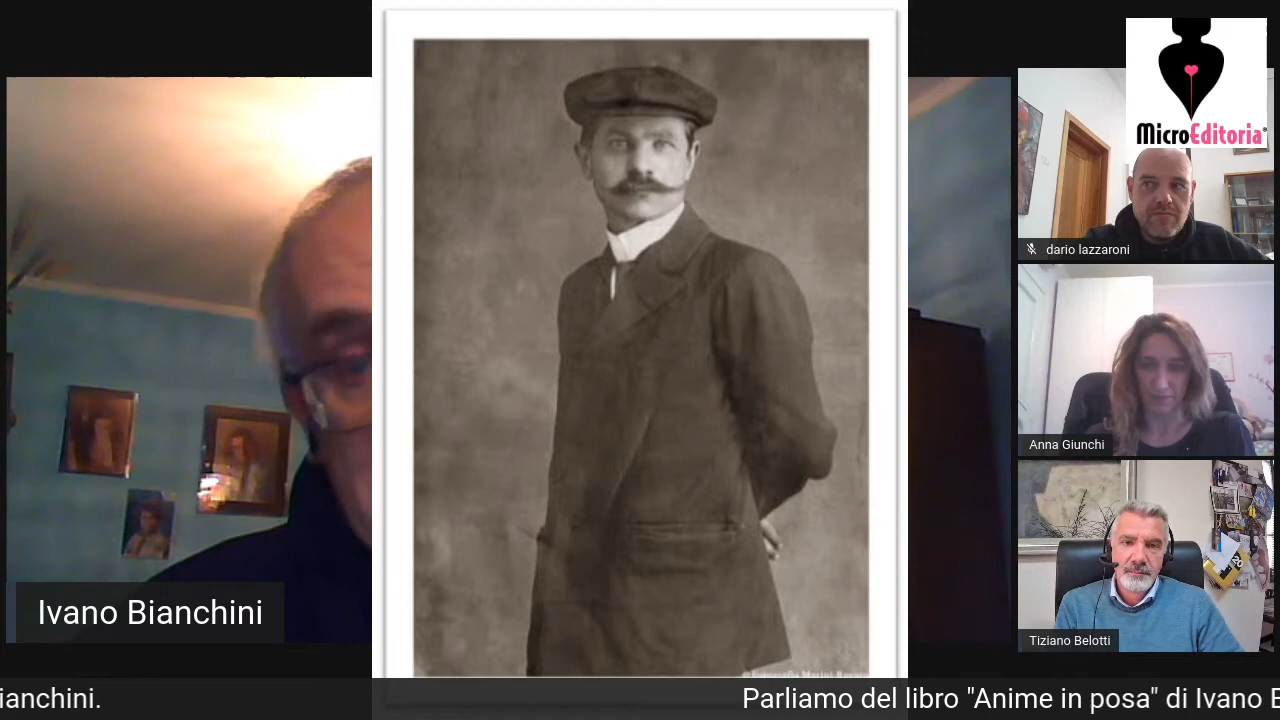 MicroEditoria
dario lazzaroni
Anna Giunchi
Tiziano Belotti
Ivano Bianchini
ianchini.
Parliamo del libro "Anime in posa" di Ivano B